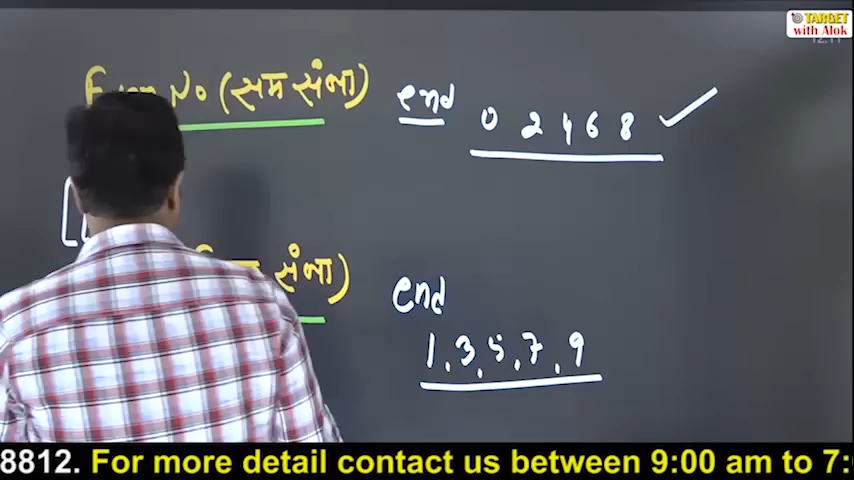 TARGET
with Alok
No (सम संख्या) end 0 2 4 6 8
संख्या) end
1, 3, 5, 7, 9
8812. For more detail contact us between 9:00 am to 7: